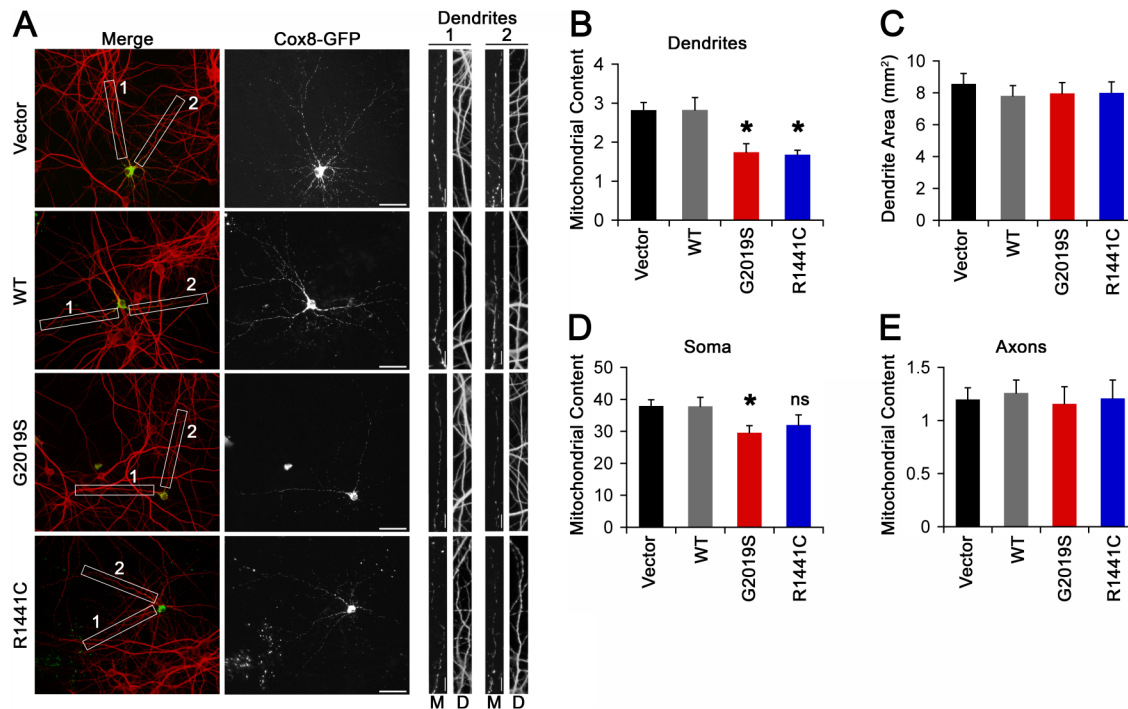 A
Merge
Cox8-GFP
Dendrites
1 2
Vector
1
2
WT
1
2
G2019S
1
2
R1441C
2
1
M D M D
B
Dendrites
Mitochondrial Content
4
3
2
1
0
* *
Vector
WT
G2019S
R1441C
C
Dendrite Area (mm²)
10
8
6
4
2
0
Vector
WT
G2019S
R1441C
D
Soma
Mitochondrial Content
50
40
30
20
10
0
* ns
Vector
WT
G2019S
R1441C
E
Axons
Mitochondrial Content
1.5
1
0.5
0
Vector
WT
G2019S
R1441C